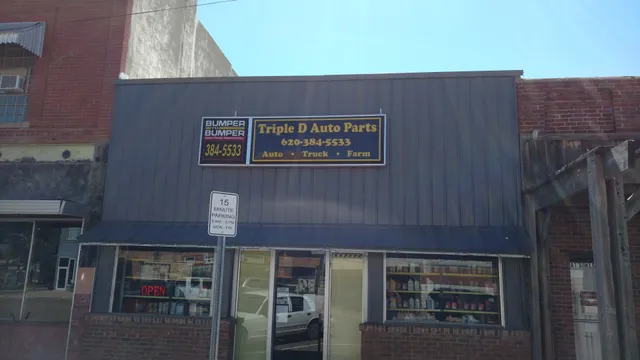 BUMPER
BUMPER
384-5533
Triple D Auto Parts
620-384-5533
Auto • Truck • Farm
15
MINUTE
PARKING
OPEN